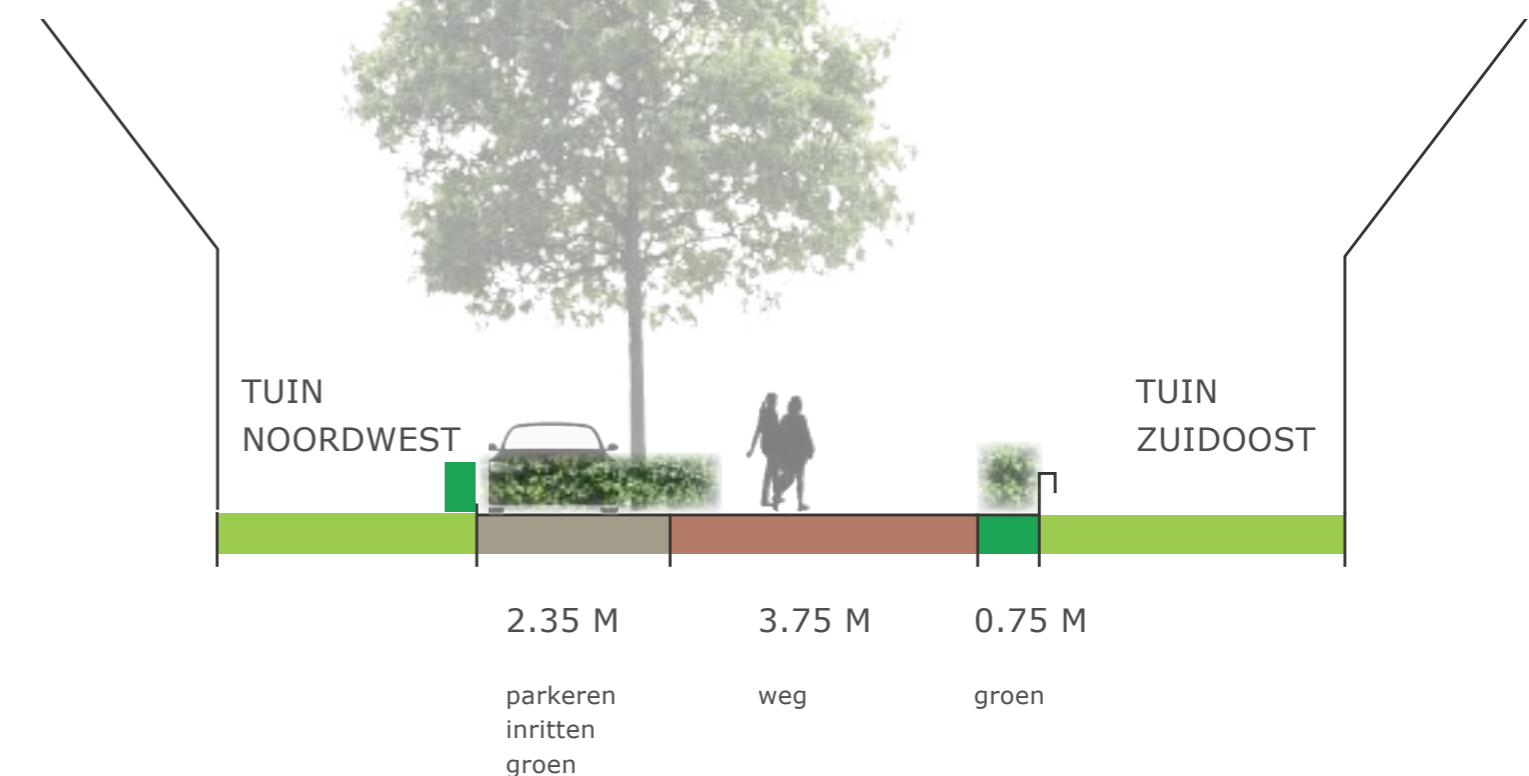 TUIN
NOORDWEST
TUIN
ZUIDOOST
2.35 M
3.75 M
0.75 M
parkeren
inritten
groen
weg
groen